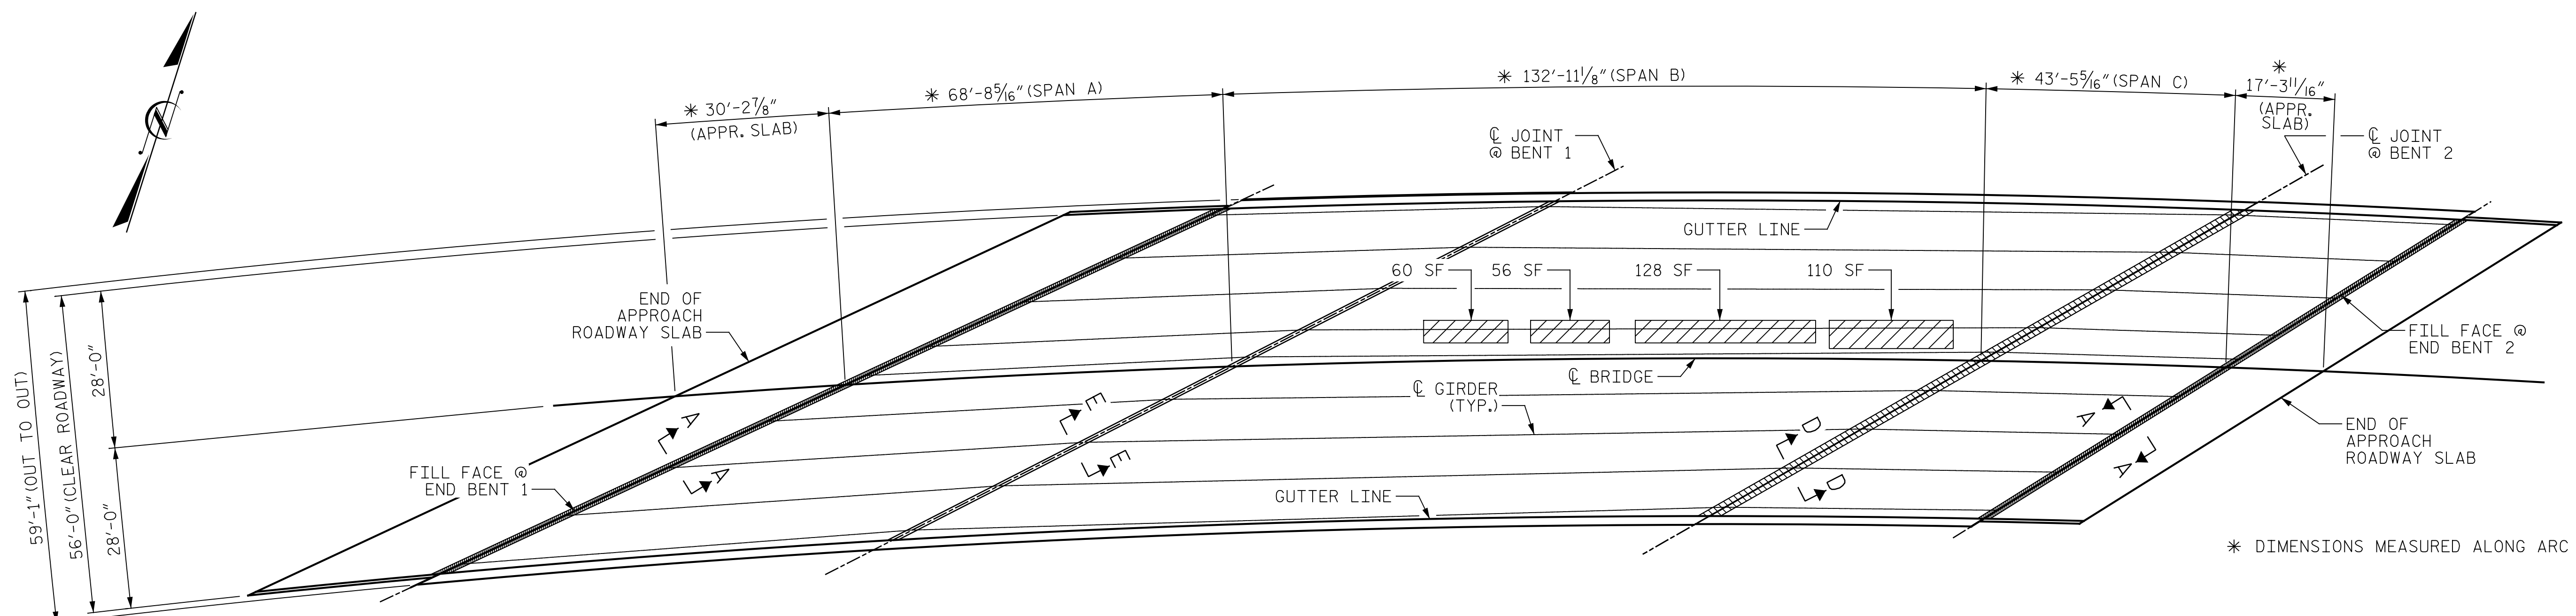 N
✳ 30'-2⅞"
(APPR. SLAB)
✳ 68'-8⁵⁄₁₆" (SPAN A)
✳ 132'-11⅛" (SPAN B)
✳ 43'-5⁵⁄₁₆" (SPAN C)
✳
17'-3¹¹⁄₁₆"
(APPR.
SLAB)
℄ JOINT
@ BENT 1
℄ JOINT
@ BENT 2
GUTTER LINE
60 SF
56 SF
128 SF
110 SF
END OF
APPROACH
ROADWAY SLAB
FILL FACE @
END BENT 2
℄ BRIDGE
℄ GIRDER
(TYP.)
59'-1" (OUT TO OUT)
56'-0" (CLEAR ROADWAY)
28'-0"
28'-0"
A
A
E
E
D
D
A
A
FILL FACE @
END BENT 1
GUTTER LINE
END OF
APPROACH
ROADWAY SLAB
✳ DIMENSIONS MEASURED ALONG ARC